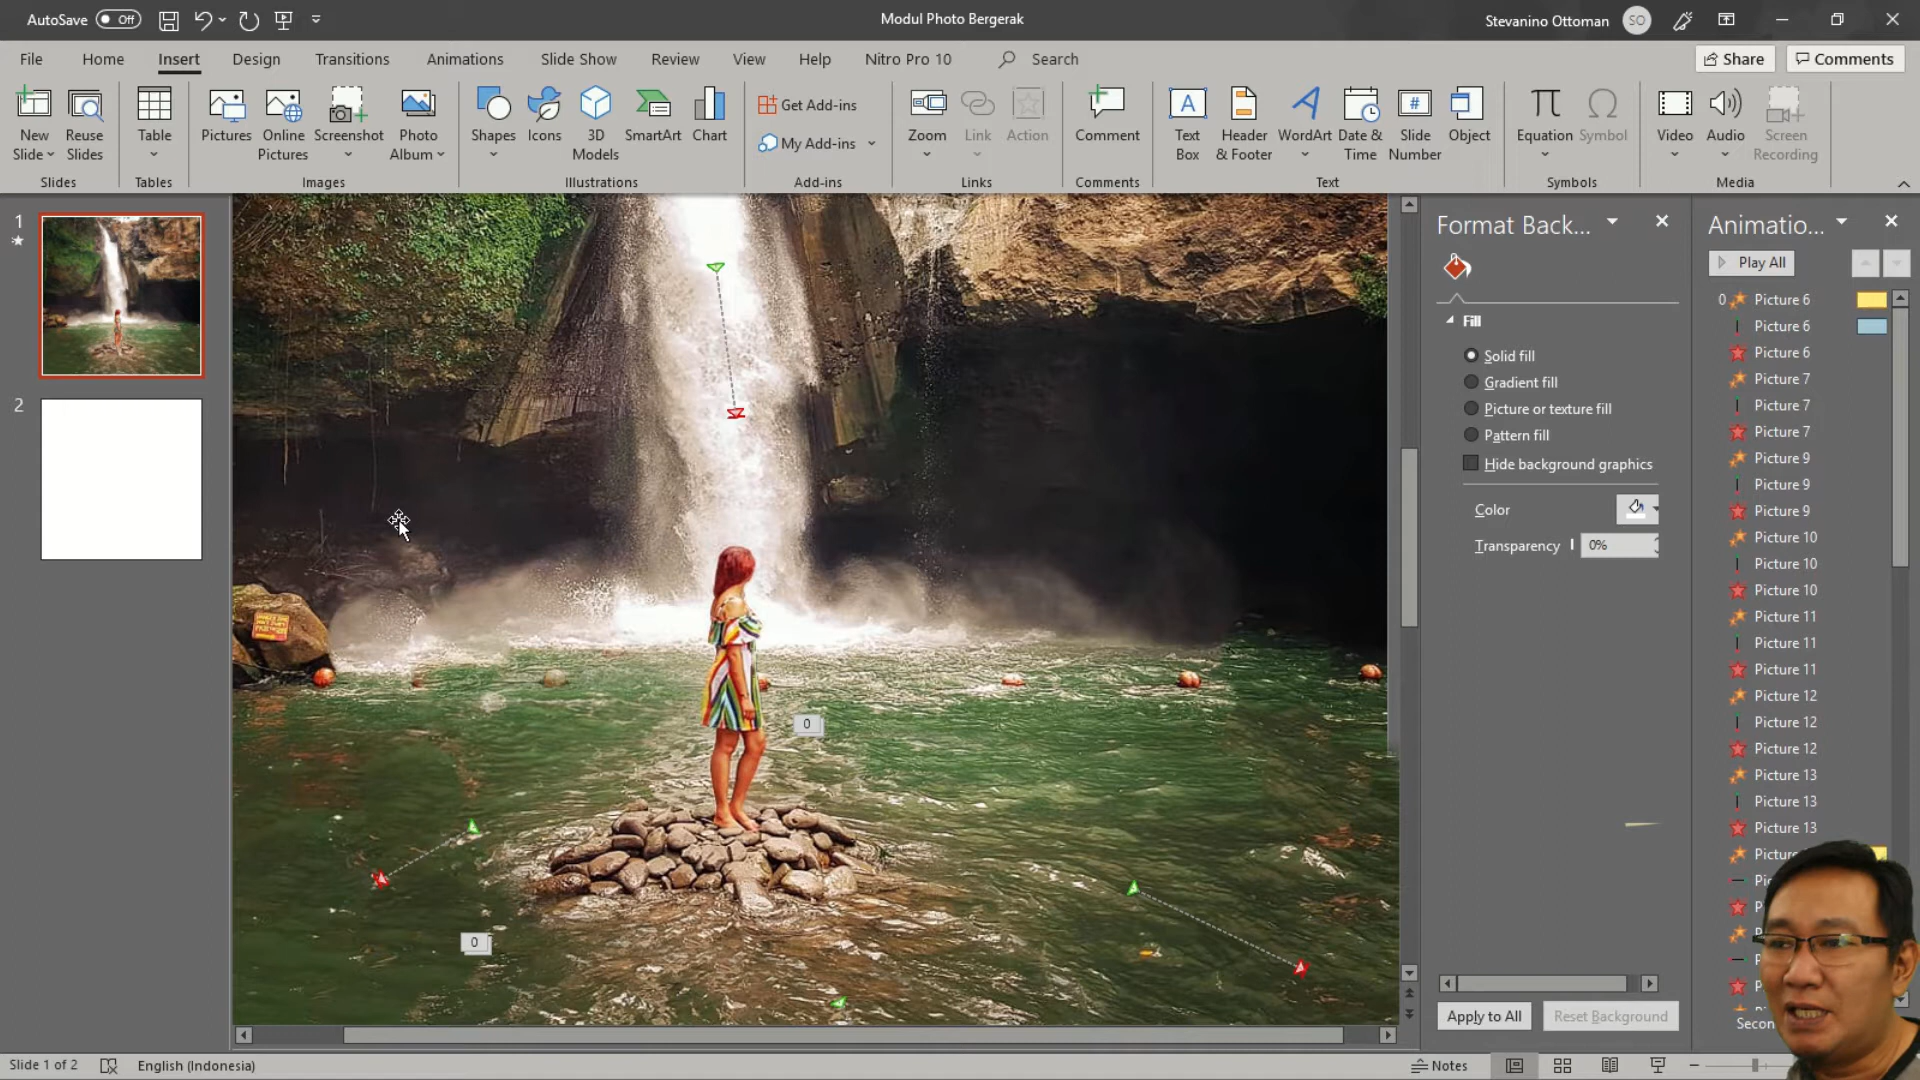 AutoSave Off
Modul Photo Bergerak
Stevanino Ottoman SO
File Home Insert Design Transitions Animations Slide Show Review View Help Nitro Pro 10 Search Share Comments
New Slide
Reuse Slides
Table
Pictures
Online Pictures
Screenshot
Photo Album
Shapes
Icons
3D Models
SmartArt
Chart
Get Add-ins
My Add-ins
Zoom
Link
Action
Comment
Text Box
Header & Footer
WordArt
Date & Time
Slide Number
Object
Equation
Symbol
Video
Audio
Screen Recording
Slides Tables Images Illustrations Add-ins Links Comments Text Symbols Media
1
2
0
0
Format Back...
Fill
Solid fill
Gradient fill
Picture or texture fill
Pattern fill
Hide background graphics
Color
Transparency 0%
Apply to All Reset Background
Animatio...
Play All
0 Picture 6
Picture 6
Picture 6
Picture 7
Picture 7
Picture 7
Picture 9
Picture 9
Picture 9
Picture 10
Picture 10
Picture 10
Picture 11
Picture 11
Picture 11
Picture 12
Picture 12
Picture 12
Picture 13
Picture 13
Picture 13
Slide 1 of 2 English (Indonesia) Notes